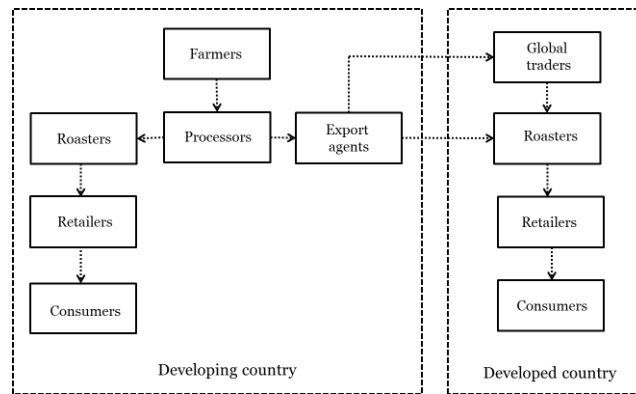 Farmers
Global
traders
Roasters
Processors
Export
agents
Roasters
Retailers
Retailers
Consumers
Consumers
Developing country
Developed country